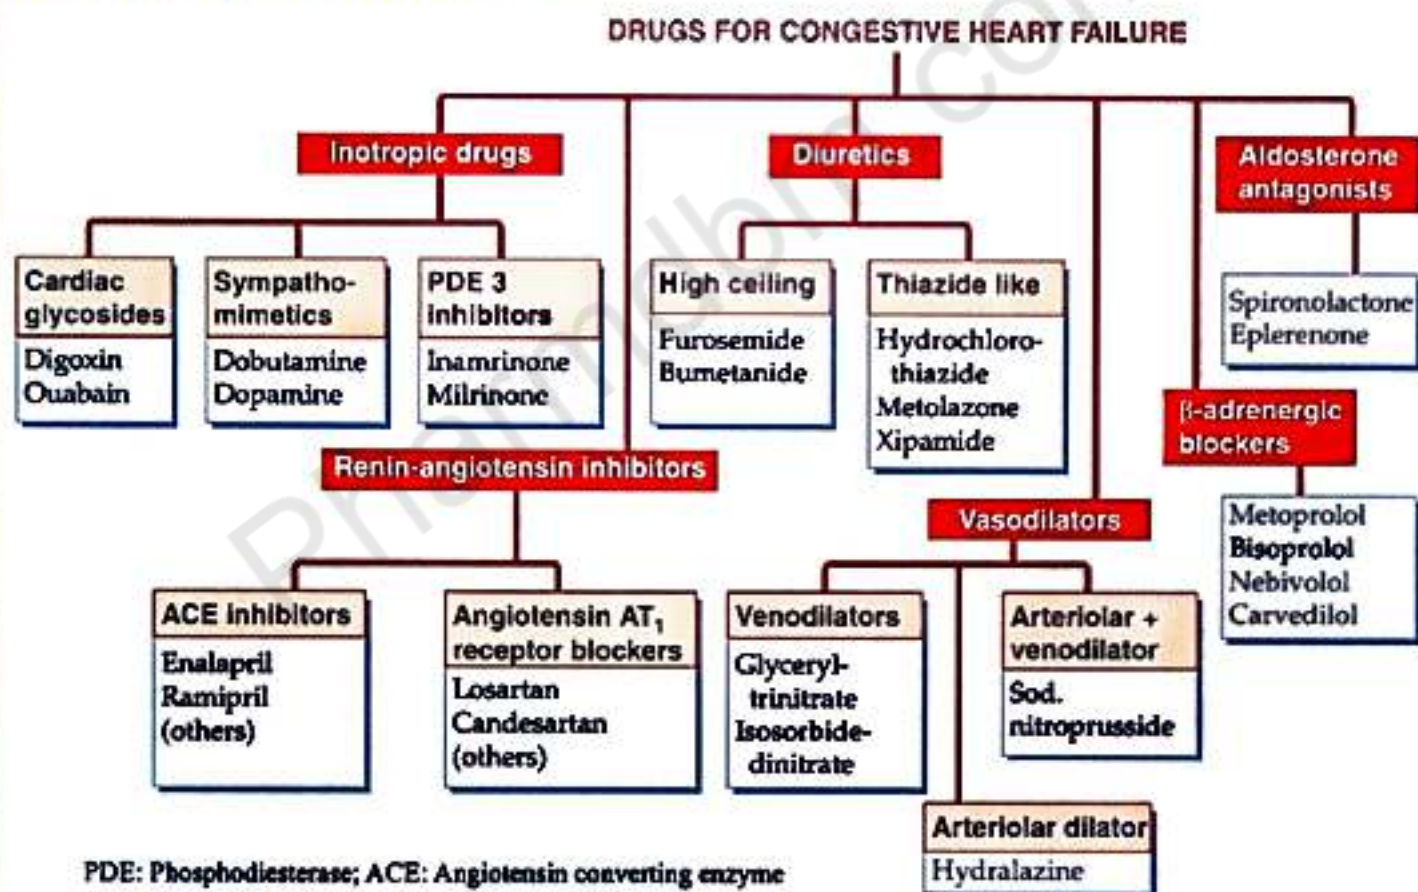 DRUGS FOR CONGESTIVE HEART FAILURE
Inotropic drugs
Diuretics
Aldosterone
antagonists
Cardiac
glycosides
Digoxin
Ouabain
Sympatho-
mimetics
Dobutamine
Dopamine
PDE 3
inhibitors
Inamrinone
Milrinone
High ceiling
Furosemide
Bumetanide
Thiazide like
Hydrochloro-
thiazide
Metolazone
Xipamide
Spironolactone
Eplerenone
β-adrenergic
blockers
Metoprolol
Bisoprolol
Nebivolol
Carvedilol
Renin-angiotensin inhibitors
Vasodilators
ACE inhibitors
Enalapril
Ramipril
(others)
Angiotensin AT₁
receptor blockers
Losartan
Candesartan
(others)
Venodilators
Glyceryl-
trinitrate
Isosorbide-
dinitrate
Arteriolar +
venodilator
Sod.
nitroprusside
Arteriolar dilator
Hydralazine
PDE: Phosphodiesterase; ACE: Angiotensin converting enzyme